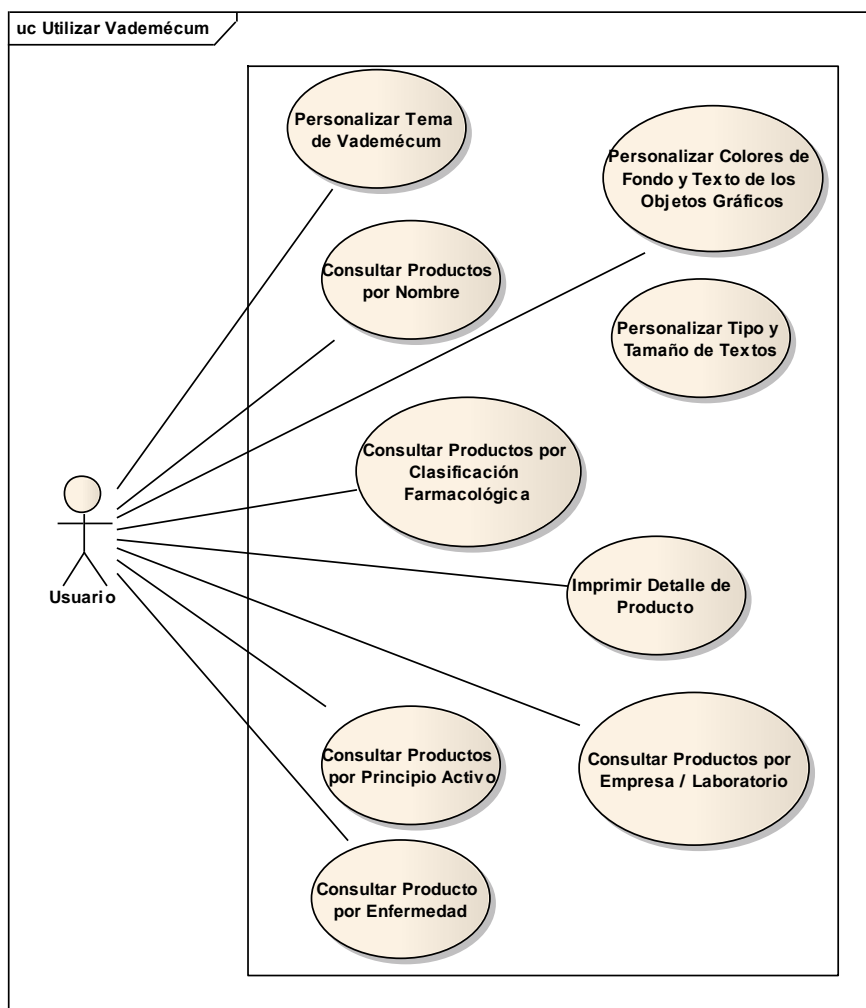 uc Utilizar Vademécum
Personalizar Tema
de Vademécum
Personalizar Colores de
Fondo y Texto de los
Objetos Gráficos
Consultar Productos
por Nombre
Personalizar Tipo y
Tamaño de Textos
Consultar Productos por
Clasificación
Farmacológica
Usuario
Imprimir Detalle de
Producto
Consultar Productos
por Principio Activo
Consultar Productos por
Empresa / Laboratorio
Consultar Producto
por Enfermedad